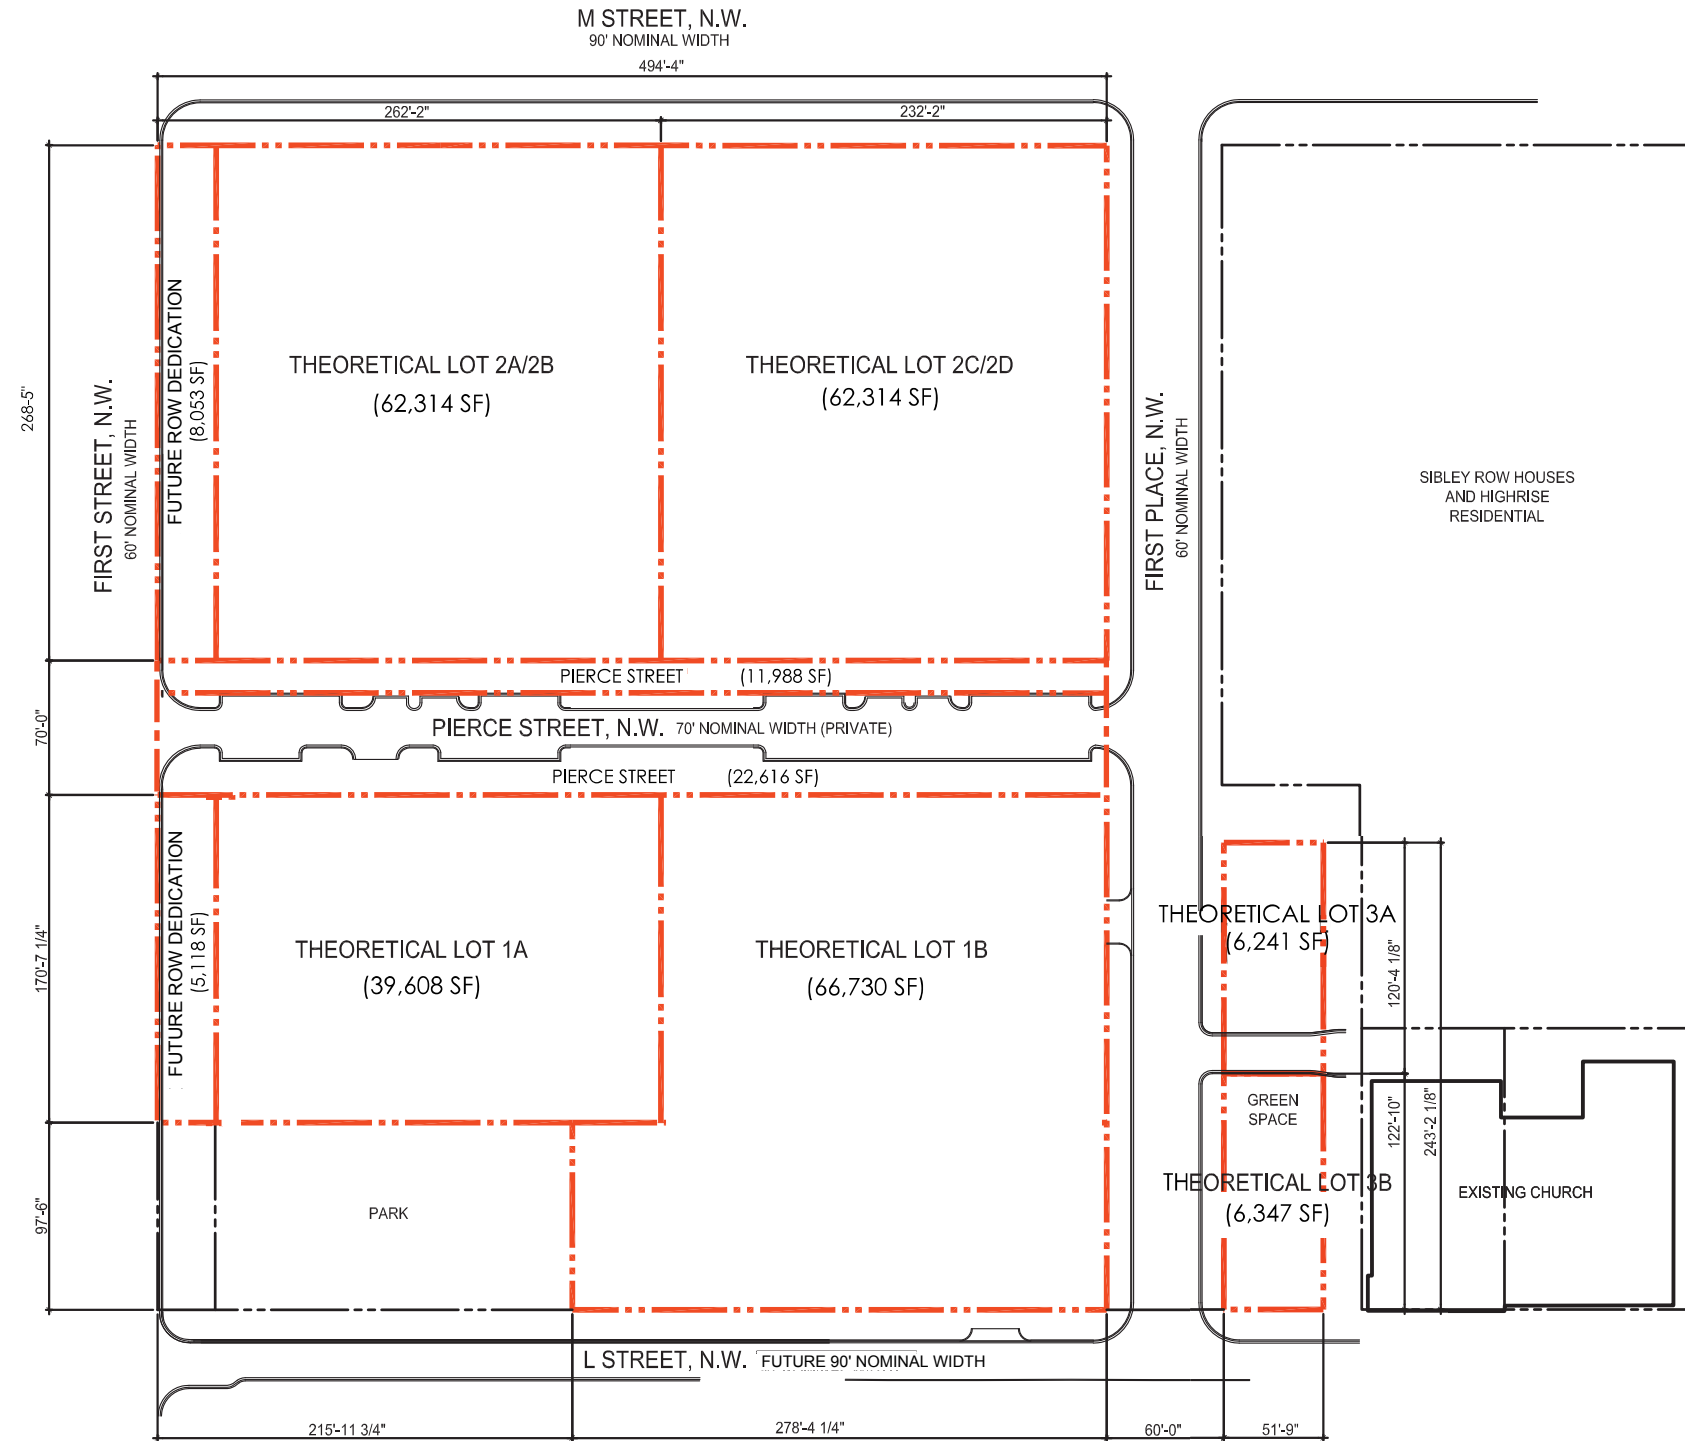 M STREET, N.W.
90' NOMINAL WIDTH
494'-4"
262'-2"
232'-2"
268-5"
FIRST STREET, N.W.
60' NOMINAL WIDTH
FUTURE ROW DEDICATION
(8,053 SF)
THEORETICAL LOT 2A/2B
(62,314 SF)
THEORETICAL LOT 2C/2D
(62,314 SF)
FIRST PLACE, N.W.
60' NOMINAL WIDTH
SIBLEY ROW HOUSES
AND HIGHRISE
RESIDENTIAL
PIERCE STREET (11,988 SF)
70'-0"
PIERCE STREET, N.W. 70' NOMINAL WIDTH (PRIVATE)
PIERCE STREET (22,616 SF)
170'-7 1/4"
FUTURE ROW DEDICATION
(5,118 SF)
THEORETICAL LOT 1A
(39,608 SF)
THEORETICAL LOT 1B
(66,730 SF)
THEORETICAL LOT 3A
(6,241 SF)
120'-4 1/8"
GREEN
SPACE
122'-10"
243'-2 1/8"
97'-6"
PARK
THEORETICAL LOT 3B
(6,347 SF)
EXISTING CHURCH
L STREET, N.W. FUTURE 90' NOMINAL WIDTH
215'-11 3/4"
278'-4 1/4"
60'-0"
51'-9"